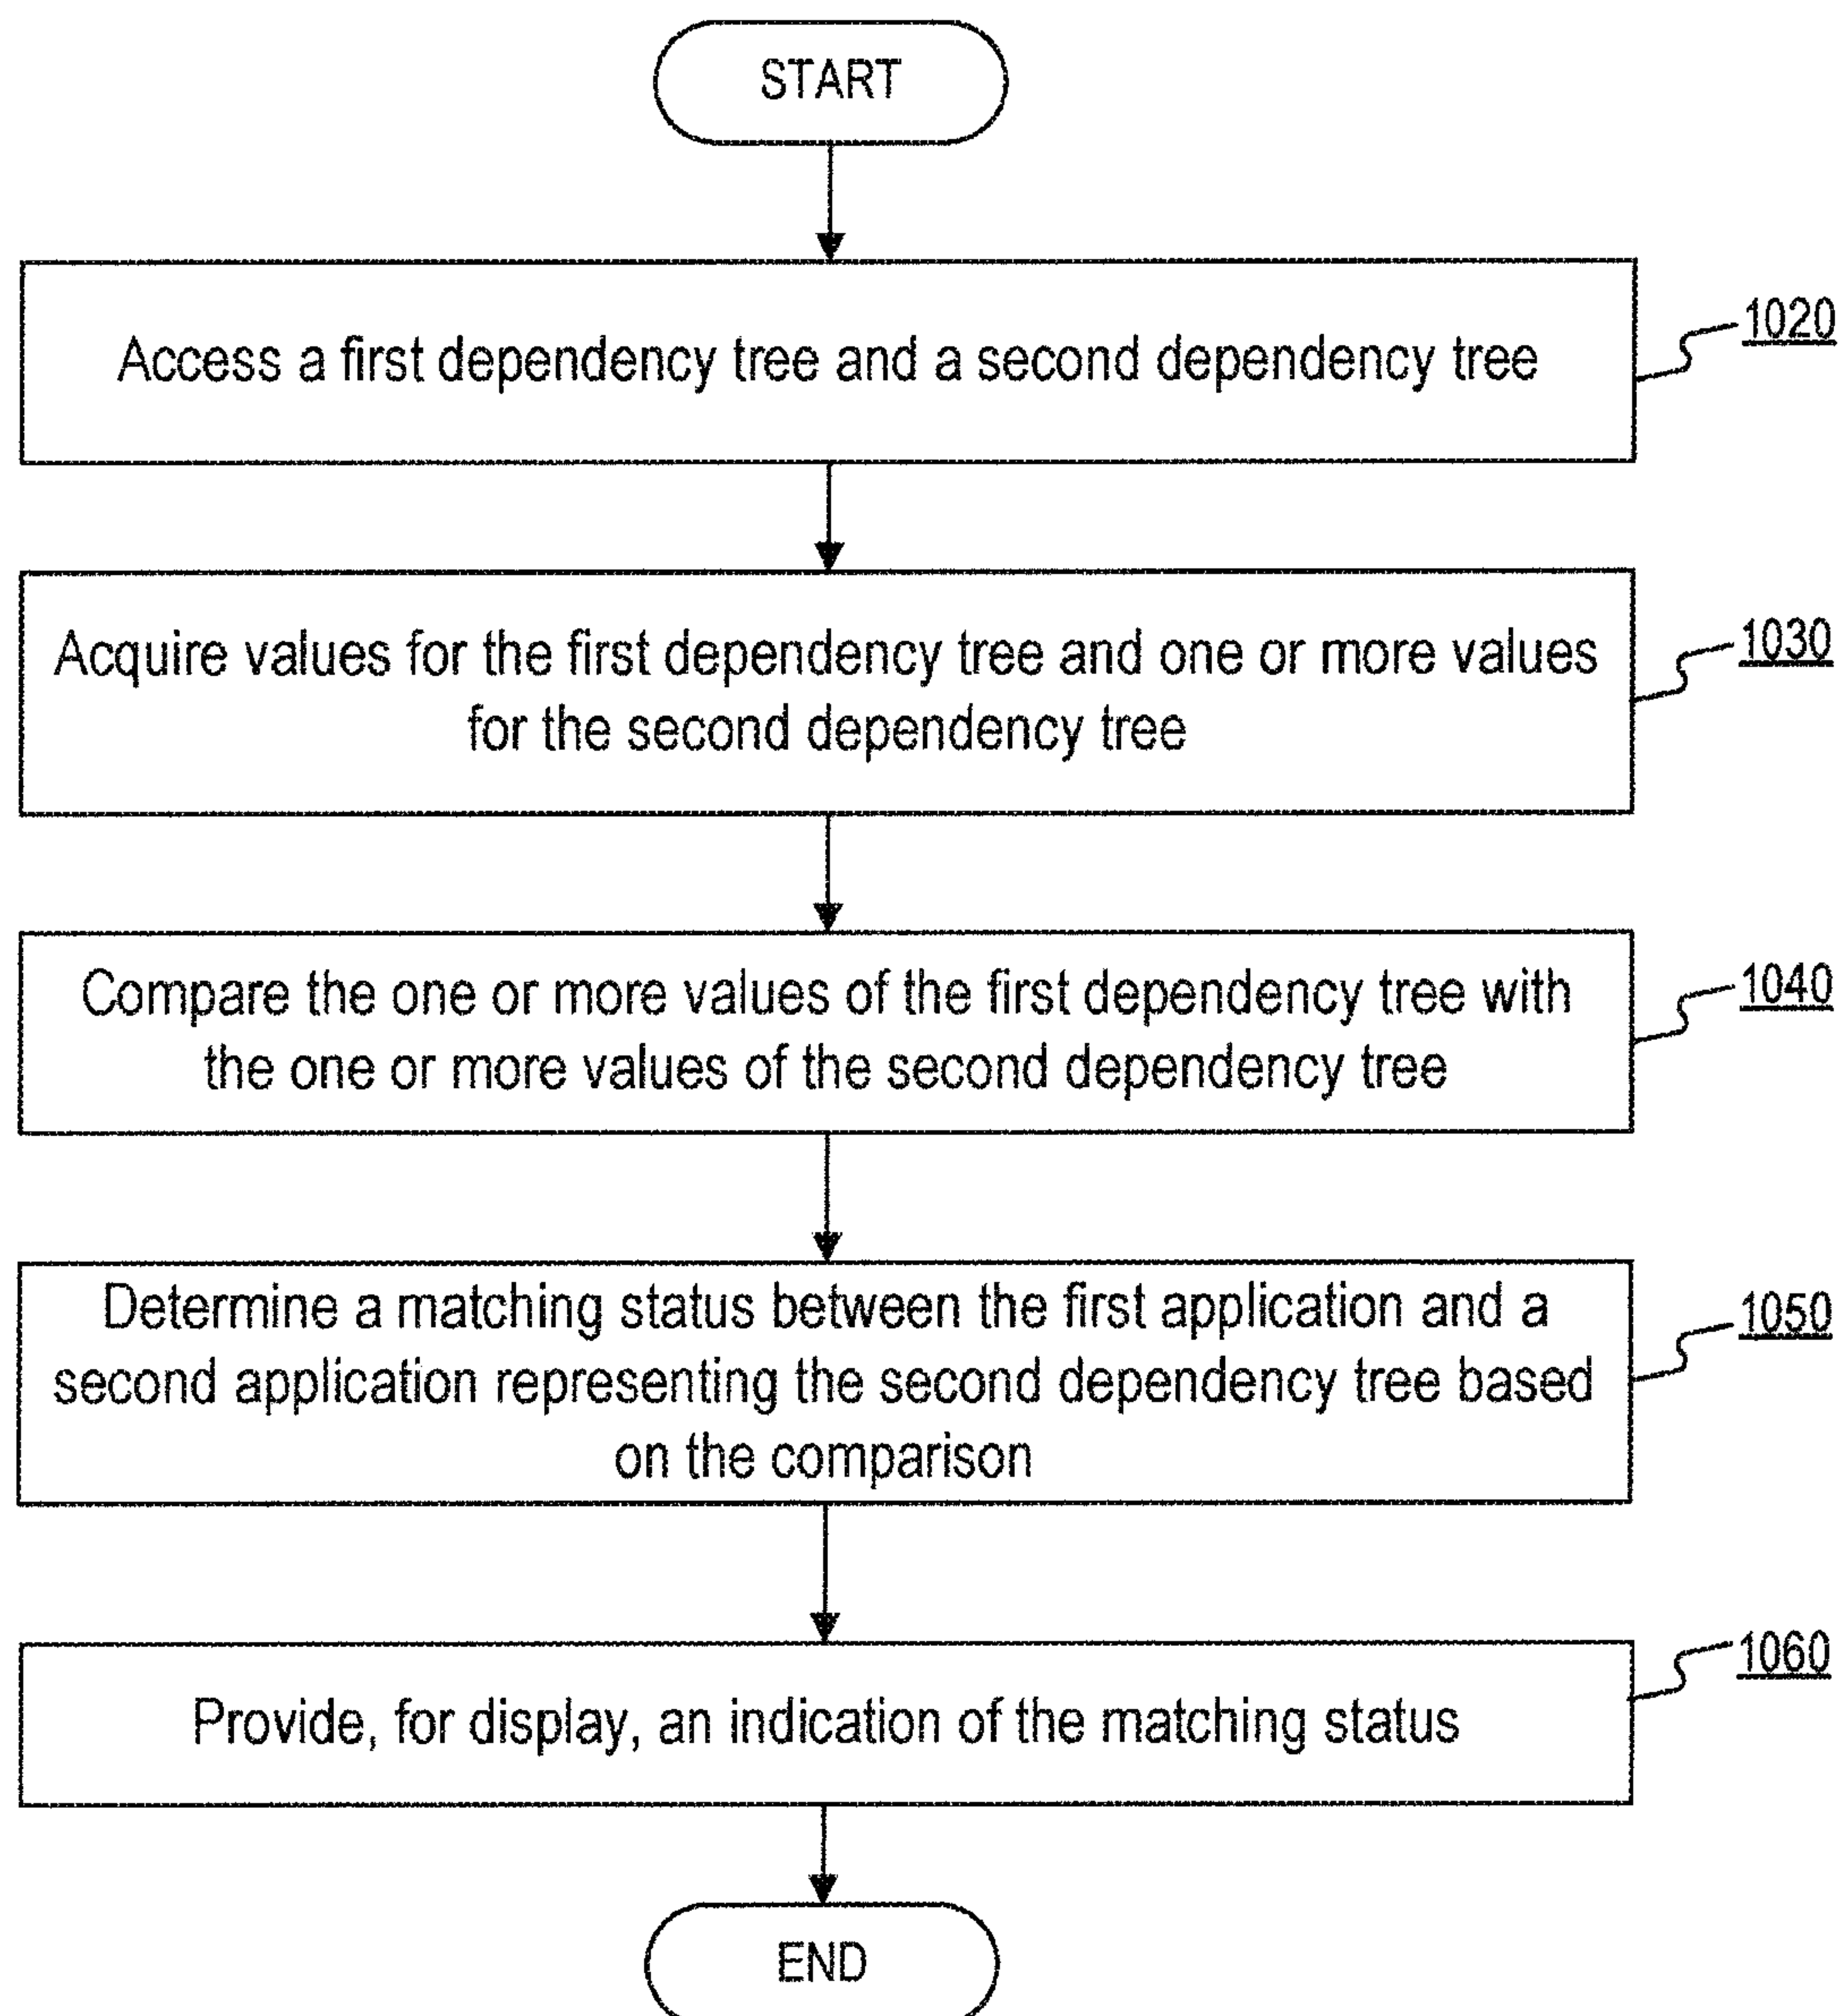 START
Access a first dependency tree and a second dependency tree
1020
Acquire values for the first dependency tree and one or more values
for the second dependency tree
1030
Compare the one or more values of the first dependency tree with
the one or more values of the second dependency tree
1040
Determine a matching status between the first application and a
second application representing the second dependency tree based
on the comparison
1050
Provide, for display, an indication of the matching status
1060
END